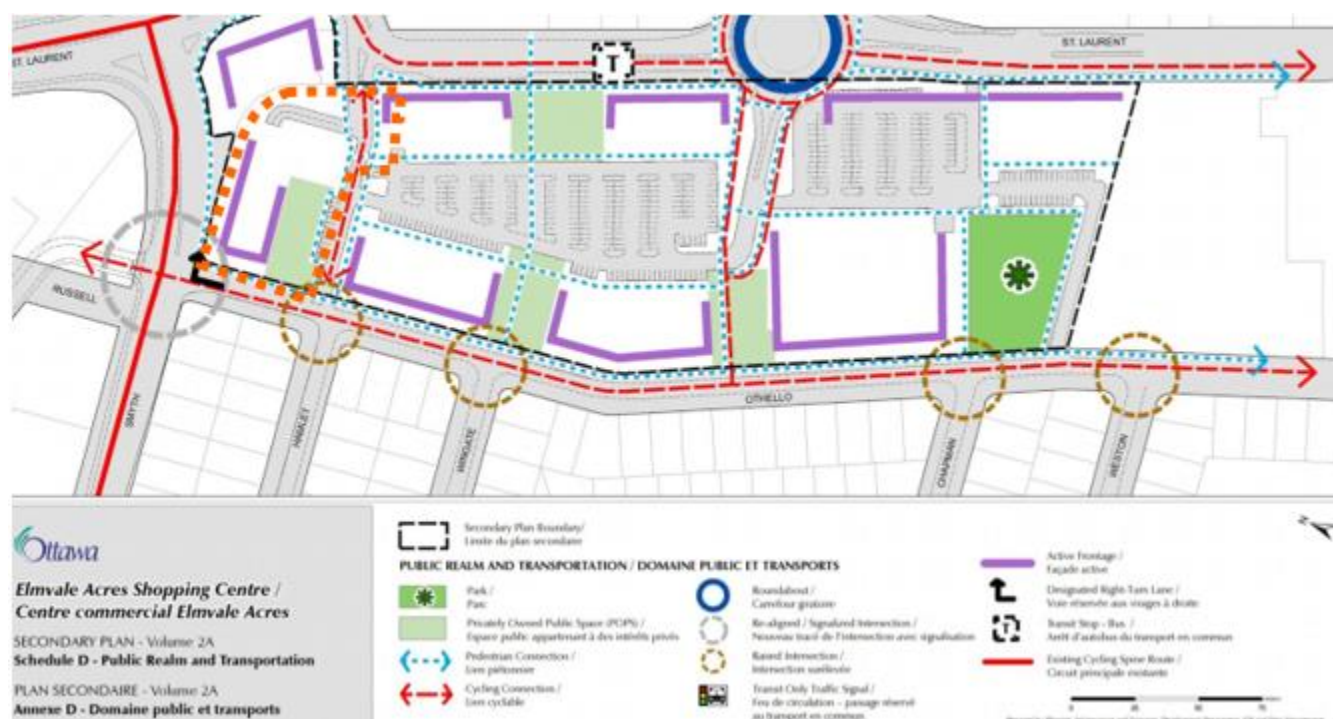 ST. LAURENT
ST. LAURENT
T
RUSSELL
SMYTH
HAMLET
WINGATE
OTHELLO
CHAPMAN
WESTON
N
Ottawa
Elmvale Acres Shopping Centre /
Centre commercial Elmvale Acres
SECONDARY PLAN - Volume 2A
Schedule D - Public Realm and Transportation
PLAN SECONDAIRE - Volume 2A
Annexe D - Domaine public et transports
Secondary Plan Boundary/
Limite du plan secondaire
PUBLIC REALM AND TRANSPORTATION / DOMAINE PUBLIC ET TRANSPORTS
Park /
Parc
Privately Owned Public Space (POPS) /
Espace public appartenant à des intérêts privés
Pedestrian Connection /
Lien piétonnier
Cycling Connection /
Lien cyclable
Roundabout /
Carrefour giratoire
Re-aligned / Signalized Intersection /
Nouveau tracé de l'intersection avec signalisation
Raised Intersection /
Intersection surélevée
Transit Only Traffic Signal /
Feu de circulation - passage réservé
au transport en commun
Active Frontage /
Façade active
Designated Right-Turn Lane /
Voie réservée aux virages à droite
T
Transit Stop - Bus /
Arrêt d'autobus du transport en commun
Existing Cycling Spine Route /
Circuit principale existante